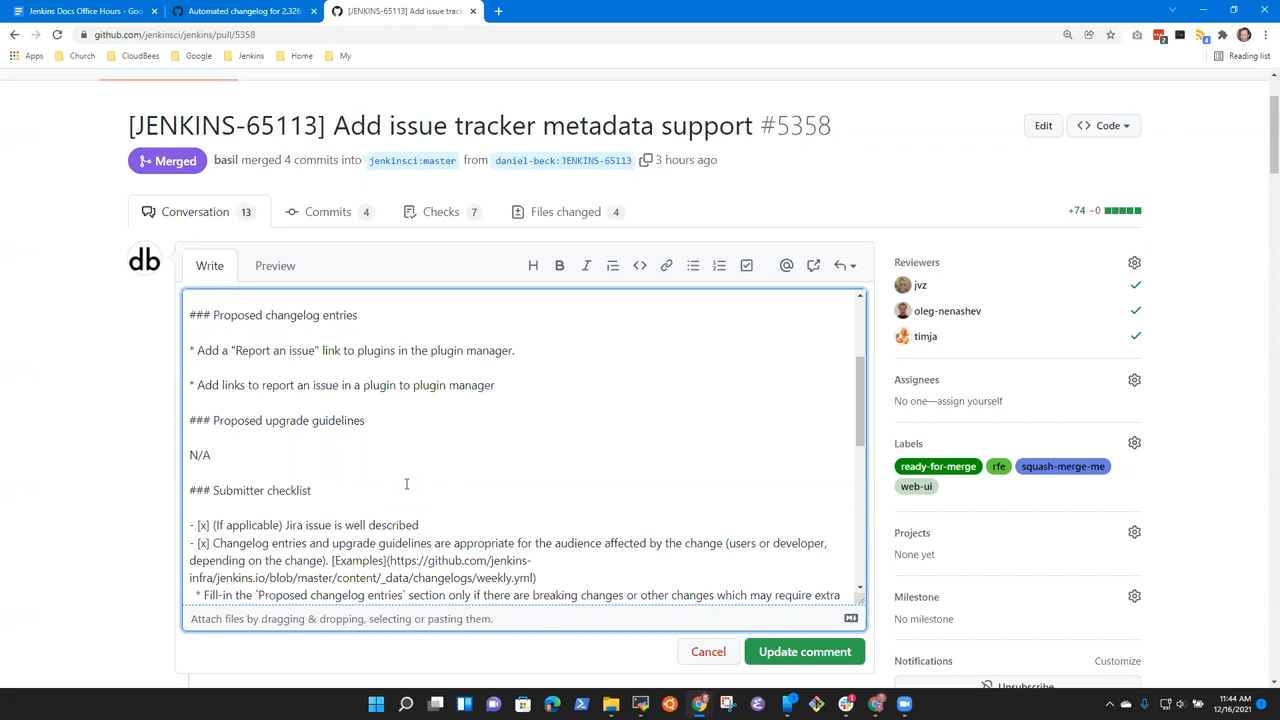 Jenkins Docs Office Hours - Goo
Automated changelog for 2.326
[JENKINS-65113] Add issue track
github.com/jenkinsci/jenkins/pull/5358
Apps
Church
CloudBees
Google
Jenkins
Home
My
Reading list
[JENKINS-65113] Add issue tracker metadata support #5358
Edit
Code
Merged
basil merged 4 commits into jenkinsci:master from daniel-beck:JENKINS-65113 3 hours ago
Conversation 13
Commits 4
Checks 7
Files changed 4
+74 −0
db
Write
Preview
### Proposed changelog entries
* Add a "Report an issue" link to plugins in the plugin manager.
* Add links to report an issue in a plugin to plugin manager
### Proposed upgrade guidelines
N/A
### Submitter checklist
- [x] (If applicable) Jira issue is well described
- [x] Changelog entries and upgrade guidelines are appropriate for the audience affected by the change (users or developer,
depending on the change). [Examples](https://github.com/jenkins-
infra/jenkins.io/blob/master/content/_data/changelogs/weekly.yml)
* Fill-in the `Proposed changelog entries` section only if there are breaking changes or other changes which may require extra
Attach files by dragging & dropping, selecting or pasting them.
Cancel
Update comment
Reviewers
jvz
oleg-nenashev
timja
Assignees
No one—assign yourself
Labels
ready-for-merge
rfe
squash-merge-me
web-ui
Projects
None yet
Milestone
No milestone
Notifications
Customize
Unsubscribe
11:44 AM
12/16/2021